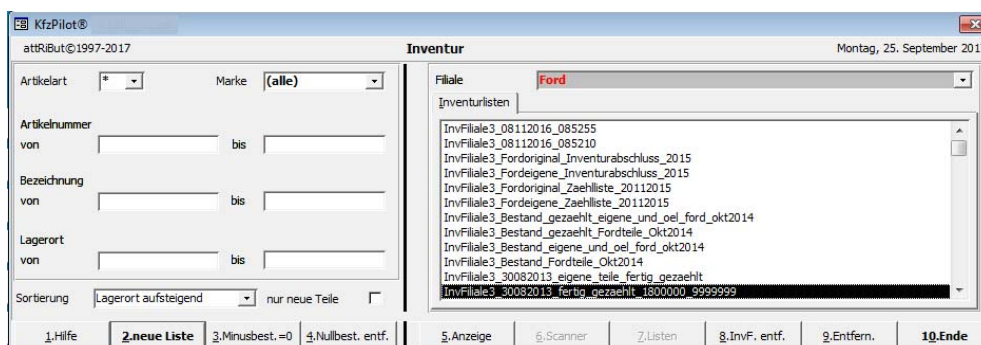 KfzPilot®
attRiBut©1997-2017 Inventur Montag, 25. September 201
Artikelart * Marke (alle)
Artikelnummer
von bis
Bezeichnung
von bis
Lagerort
von bis
Sortierung Lagerort aufsteigend nur neue Teile
Filiale Ford
Inventurlisten
InvFiliale3_08112016_085255
InvFiliale3_08112016_085210
InvFiliale3_Fordoriginal_Inventurabschluss_2015
InvFiliale3_Fordeigene_Inventurabschluss_2015
InvFiliale3_Fordoriginal_Zaehlliste_20112015
InvFiliale3_Fordeigene_Zaehlliste_20112015
InvFiliale3_Bestand_gezaehlt_eigene_und_oel_ford_okt2014
InvFiliale3_Bestand_gezaehlt_Fordteile_Okt2014
InvFiliale3_Bestand_eigene_und_oel_ford_okt2014
InvFiliale3_Bestand_Fordteile_Okt2014
InvFiliale3_30082013_eigene_teile_fertig_gezaehlt
InvFiliale3_30082013_fertig_gezaehlt_1800000_9999999
1.Hilfe 2.neue Liste 3.Minusbest.=0 4.Nullbest. entf. 5.Anzeige 6.Scanner 7.Listen 8.InvF. entf. 9.Entfern. 10.Ende